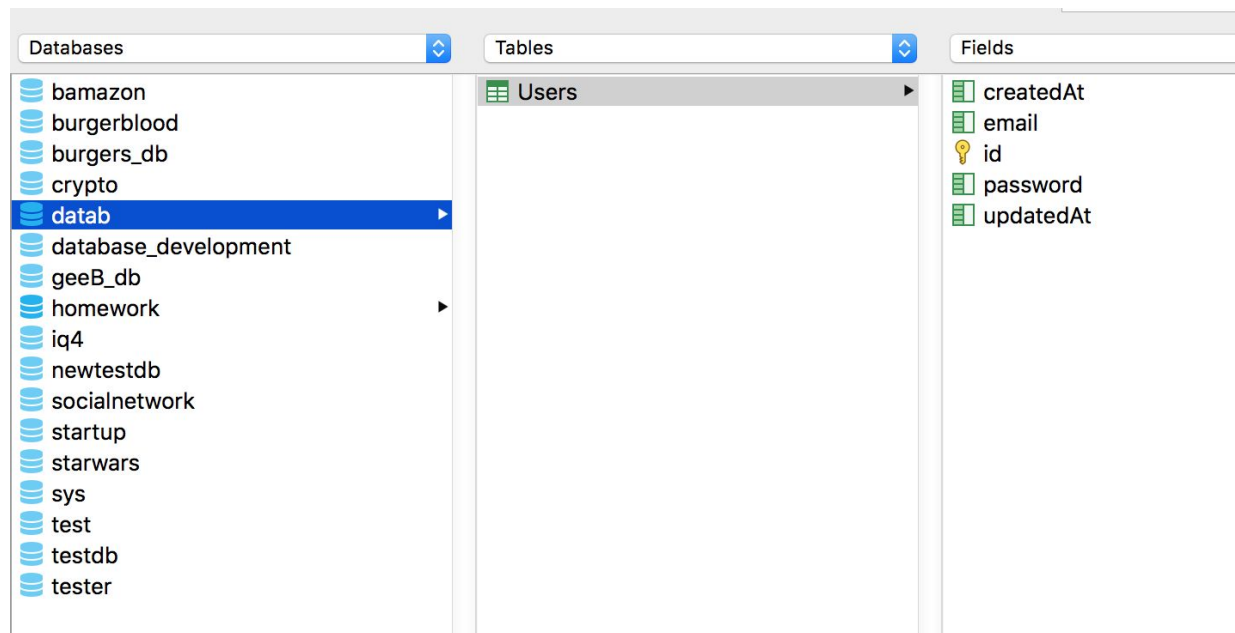 Databases
bamazon
burgerblood
burgers_db
crypto
datab
database_development
geeB_db
homework
iq4
newtestdb
socialnetwork
startup
starwars
sys
test
testdb
tester
Tables
Users
Fields
createdAt
email
id
password
updatedAt